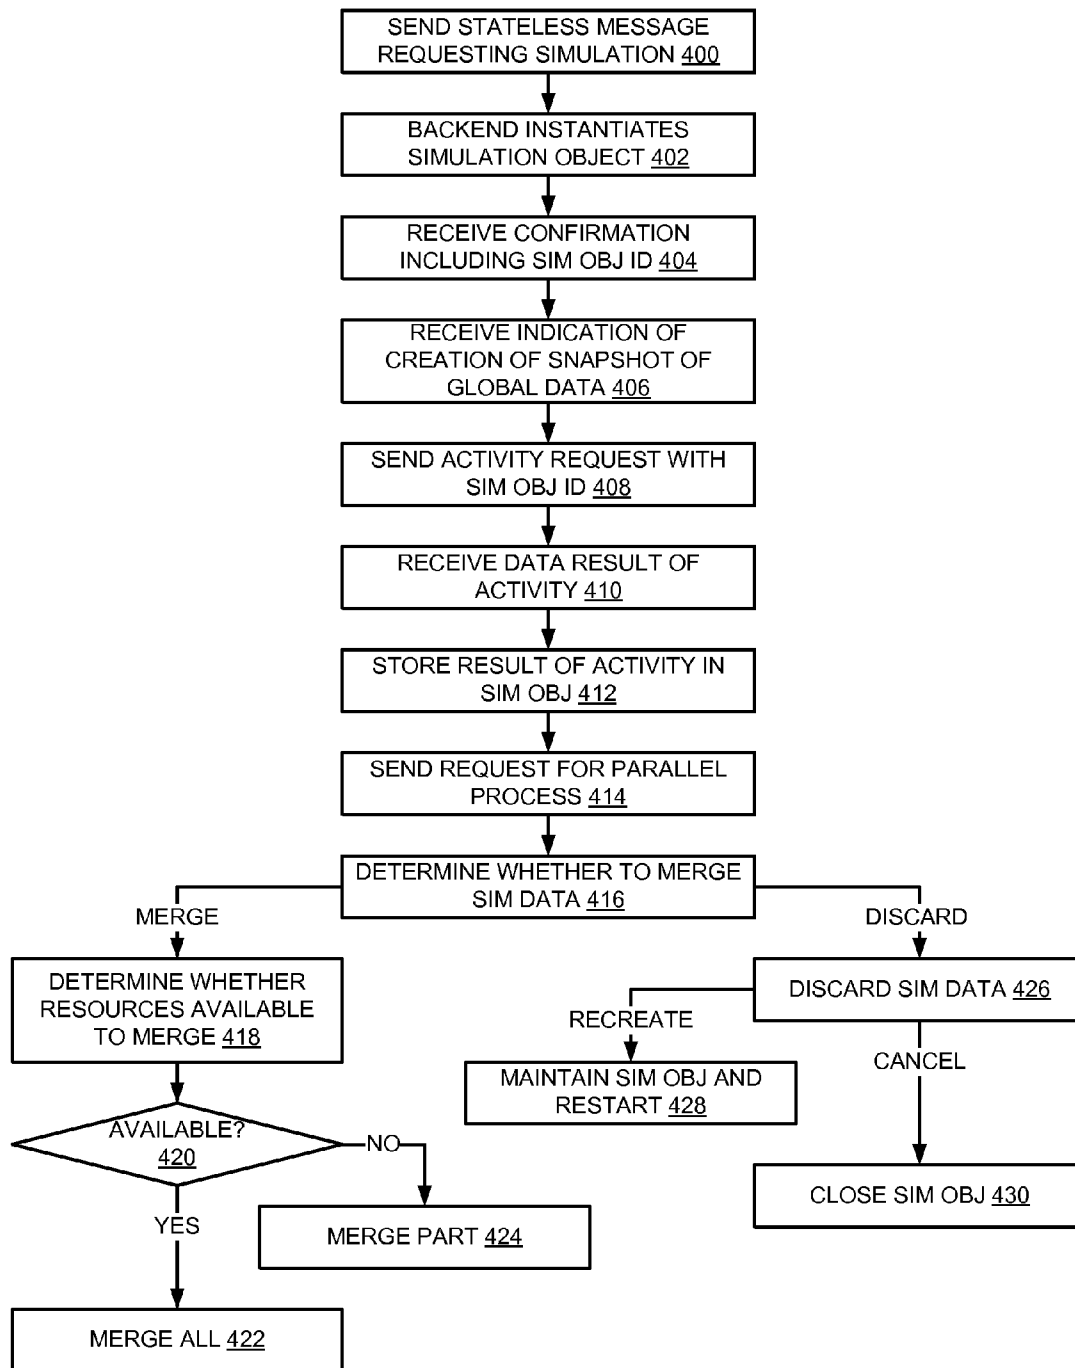 SEND STATELESS MESSAGE
REQUESTING SIMULATION 400
BACKEND INSTANTIATES
SIMULATION OBJECT 402
RECEIVE CONFIRMATION
INCLUDING SIM OBJ ID 404
RECEIVE INDICATION OF
CREATION OF SNAPSHOT OF
GLOBAL DATA 406
SEND ACTIVITY REQUEST WITH
SIM OBJ ID 408
RECEIVE DATA RESULT OF
ACTIVITY 410
STORE RESULT OF ACTIVITY IN
SIM OBJ 412
SEND REQUEST FOR PARALLEL
PROCESS 414
DETERMINE WHETHER TO MERGE
SIM DATA 416
MERGE
DISCARD
DETERMINE WHETHER
RESOURCES AVAILABLE
TO MERGE 418
DISCARD SIM DATA 426
RECREATE
CANCEL
MAINTAIN SIM OBJ AND
RESTART 428
AVAILABLE?
420
NO
CLOSE SIM OBJ 430
YES
MERGE PART 424
MERGE ALL 422